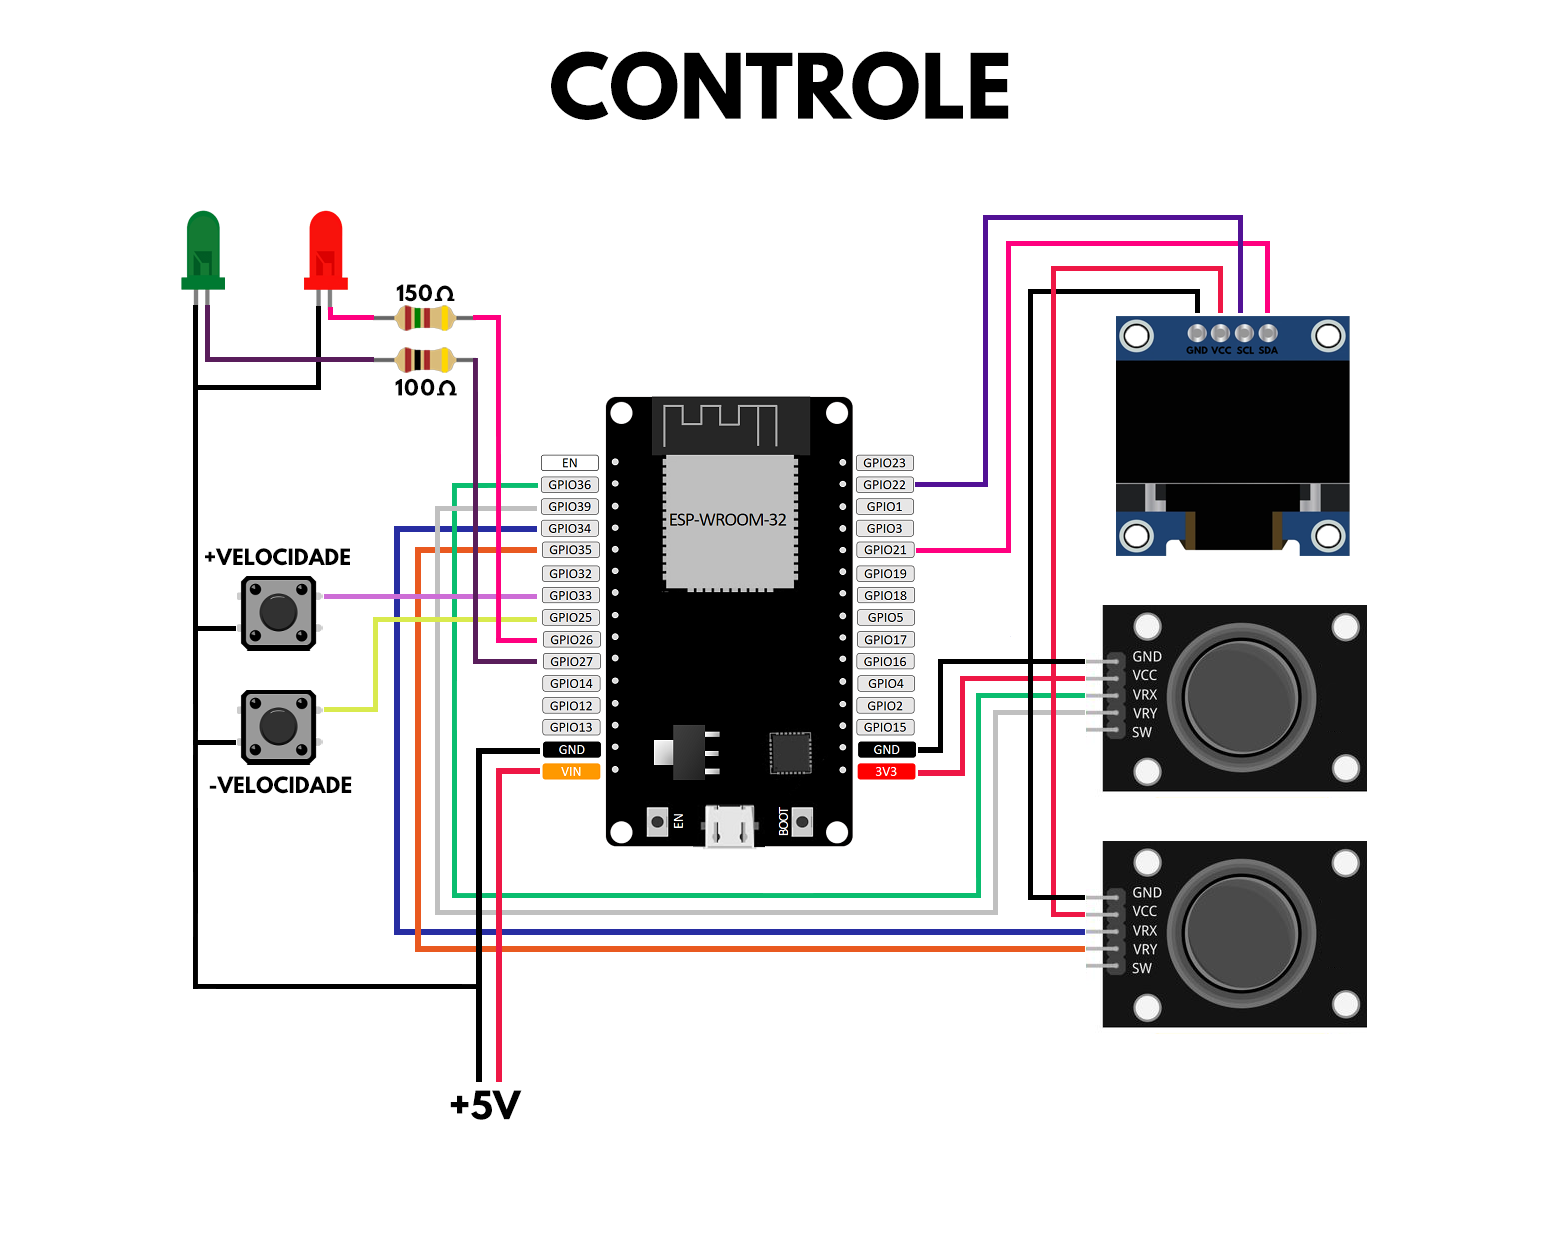 CONTROLE
150Ω
100Ω
+VELOCIDADE
-VELOCIDADE
EN
GPIO36
GPIO39
GPIO34
GPIO35
GPIO32
GPIO33
GPIO25
GPIO26
GPIO27
GPIO14
GPIO12
GPIO13
GND
VIN
ESP-WROOM-32
EN
BOOT
GPIO23
GPIO22
GPIO1
GPIO3
GPIO21
GPIO19
GPIO18
GPIO5
GPIO17
GPIO16
GPIO4
GPIO2
GPIO15
GND
3V3
GND VCC SCL SDA
GND
VCC
VRX
VRY
SW
GND
VCC
VRX
VRY
SW
+5V